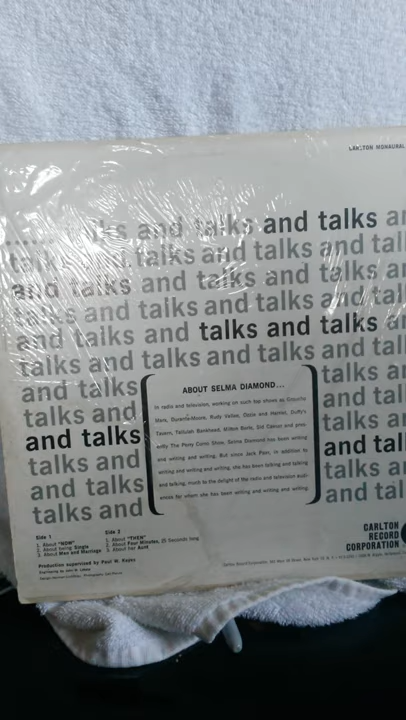 CARLTON MONAURAL
talks and talks and talks
talks and talks and talks and
and talks and talks and talks
talks and talks and talks and
and talks and talks and talks
talks and talks and talks and
and talks
talks and
and talks
talks and
and talks
talks and
ABOUT SELMA DIAMOND...
In radio and television, working on such top shows as Groucho
Marx, Durante-Moore, Rudy Vallee, Ozzie and Harriet, Duffy's
Tavern, Tallulah Bankhead, Milton Berle, Sid Caesar and pres-
ently The Perry Como Show, Selma Diamond has been writing
and writing and writing. But since Jack Paar, in addition to
writing and writing and writing, she has been talking and talking
and talking, much to the delight of the radio and television audi-
ences for whom she has been writing and writing and writing.
talks
and tal
talks a
and tal
talks a
and tal
Side 1
1. About "NOW"
2. About being Single
3. About Men and Marriage
Side 2
1. About "THEN"
2. About Four Minutes, 25 Seconds long
3. About her Aunt
Production supervised by Paul W. Kapes
CARLTON
RECORD
CORPORATION